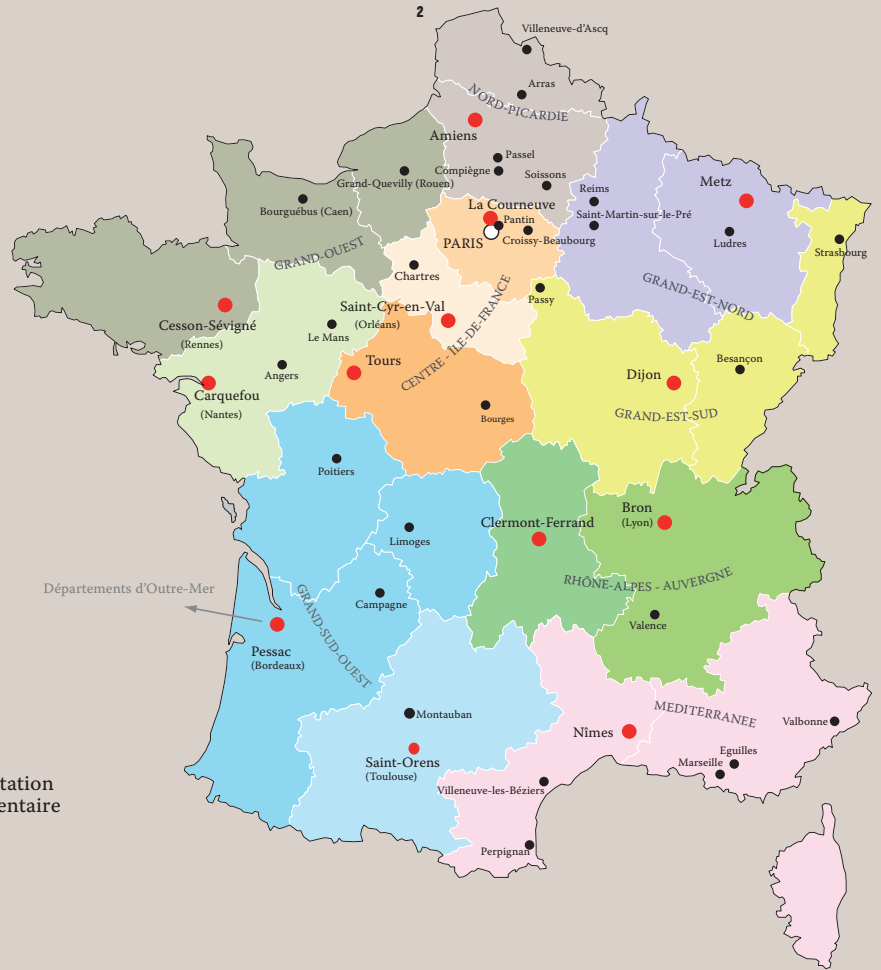 2
Villeneuve-d'Ascq
Arras
NORD-PICARDIE
Amiens
Passel
Compiègne
Soissons
Grand-Quevilly (Rouen)
Bourguébus (Caen)
GRAND-OUEST
La Courneuve
Pantin
PARIS
Croissy-Beaubourg
Reims
Saint-Martin-sur-le-Pré
Metz
Ludres
Strasbourg
GRAND-EST-NORD
Chartres
Saint-Cyr-en-Val
(Orléans)
CENTRE - ÎLE-DE-FRANCE
Passy
Cesson-Sévigné
(Rennes)
Le Mans
Angers
Tours
Carquefou
(Nantes)
Bourges
Dijon
Besançon
GRAND-EST-SUD
Poitiers
Limoges
Clermont-Ferrand
Bron
(Lyon)
RHÔNE-ALPES - AUVERGNE
Valence
Départements d'Outre-Mer
Campagne
GRAND-SUD-OUEST
Pessac
(Bordeaux)
Montauban
Saint-Orens
(Toulouse)
Nîmes
MEDITERRANEE
Valbonne
Eguilles
Marseille
Villeneuve-les-Béziers
Perpignan
tation
entaire